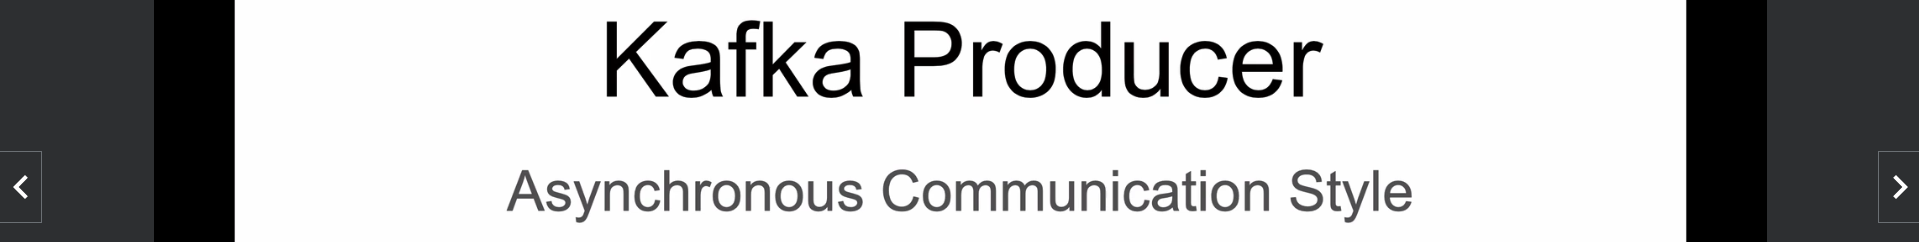 Kafka Producer
Asynchronous Communication Style